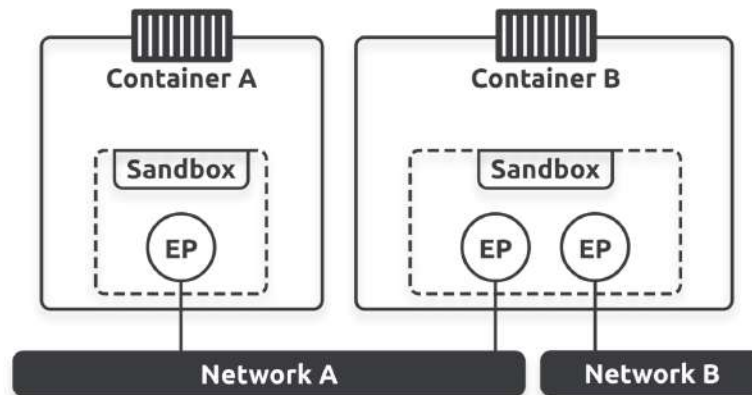 Container A
Container B
Sandbox
Sandbox
EP
EP
EP
Network A
Network B